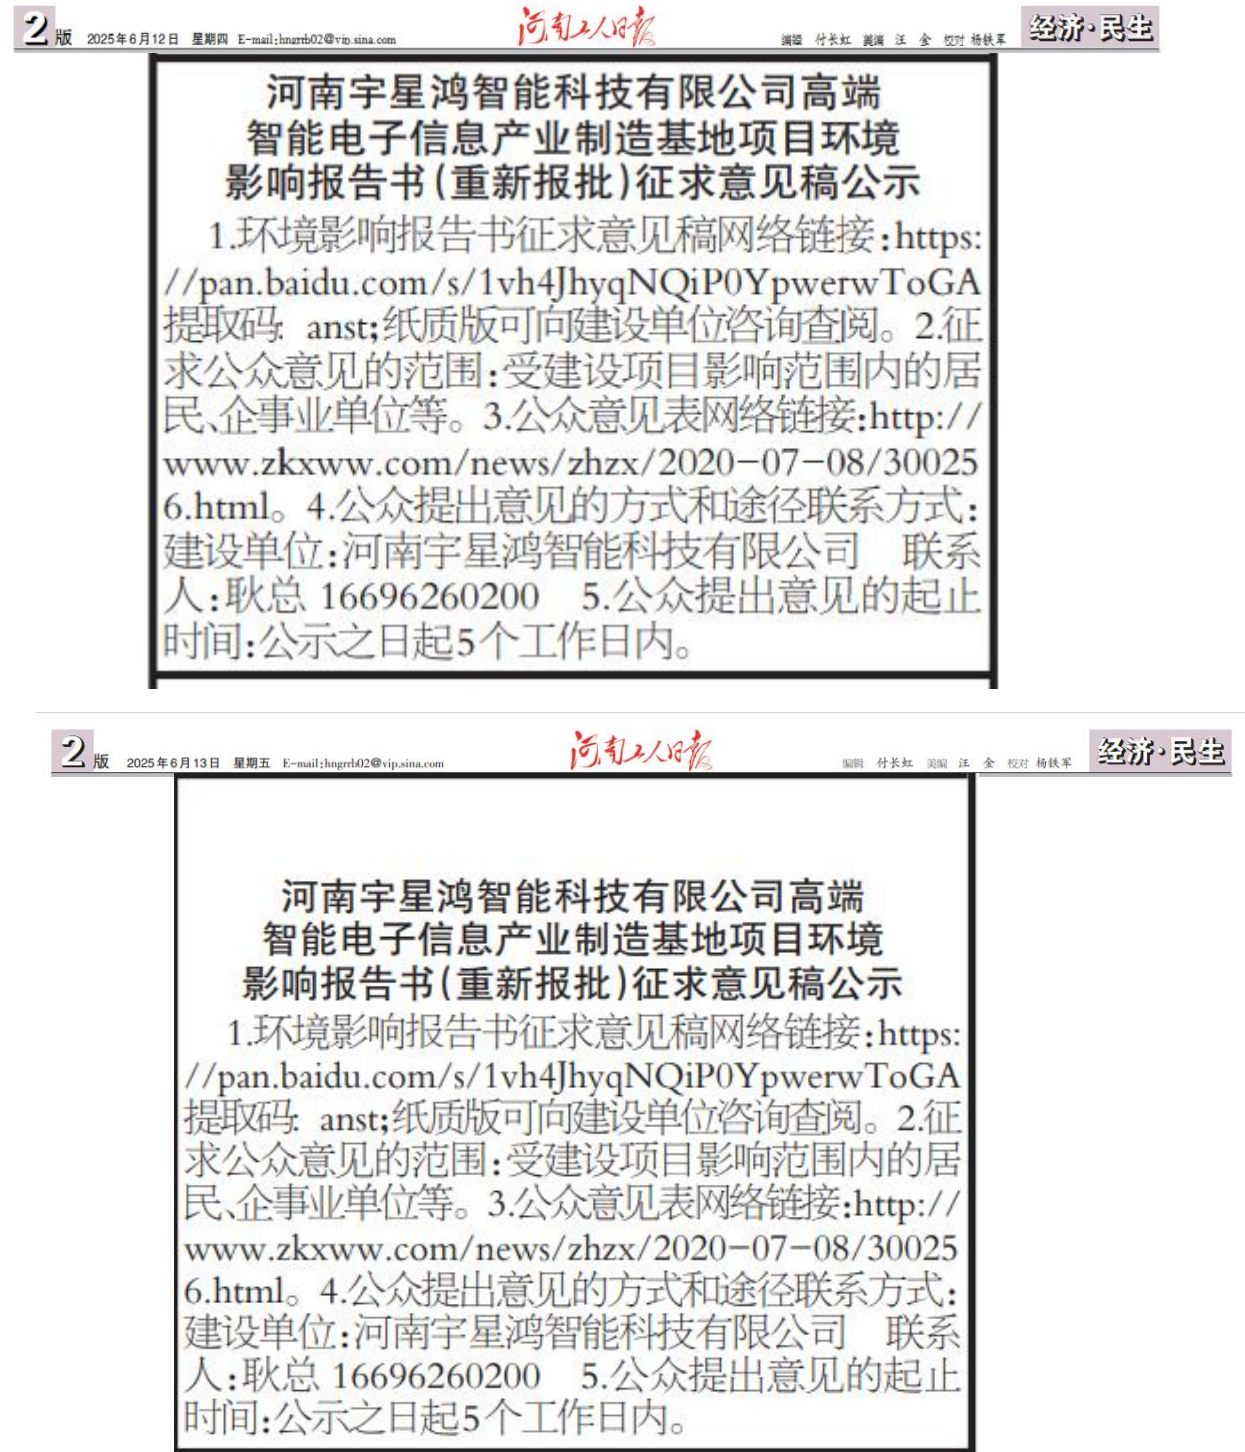 2版 2025年6月12日 星期四 E-mail:hngrrb02@vip.sina.com 河南工人日报 编辑 付长虹 美编 汪 金 校对 杨铁军 经济·民生
河南宇星鸿智能科技有限公司高端
智能电子信息产业制造基地项目环境
影响报告书(重新报批)征求意见稿公示
1.环境影响报告书征求意见稿网络链接:https:
//pan.baidu.com/s/1vh4JhyqNQiP0YpwerwToGA
提取码: anst;纸质版可向建设单位咨询查阅。2.征
求公众意见的范围:受建设项目影响范围内的居
民、企事业单位等。3.公众意见表网络链接:http://
www.zkxww.com/news/zhzx/2020-07-08/30025
6.html。4.公众提出意见的方式和途径联系方式:
建设单位:河南宇星鸿智能科技有限公司 联系
人:耿总 16696260200 5.公众提出意见的起止
时间:公示之日起5个工作日内。
2版 2025年6月13日 星期五 E-mail:hngrrb02@vip.sina.com 河南工人日报 编辑 付长虹 美编 汪 金 校对 杨铁军 经济·民生
河南宇星鸿智能科技有限公司高端
智能电子信息产业制造基地项目环境
影响报告书(重新报批)征求意见稿公示
1.环境影响报告书征求意见稿网络链接:https:
//pan.baidu.com/s/1vh4JhyqNQiP0YpwerwToGA
提取码: anst;纸质版可向建设单位咨询查阅。2.征
求公众意见的范围:受建设项目影响范围内的居
民、企事业单位等。3.公众意见表网络链接:http://
www.zkxww.com/news/zhzx/2020-07-08/30025
6.html。4.公众提出意见的方式和途径联系方式:
建设单位:河南宇星鸿智能科技有限公司 联系
人:耿总 16696260200 5.公众提出意见的起止
时间:公示之日起5个工作日内。